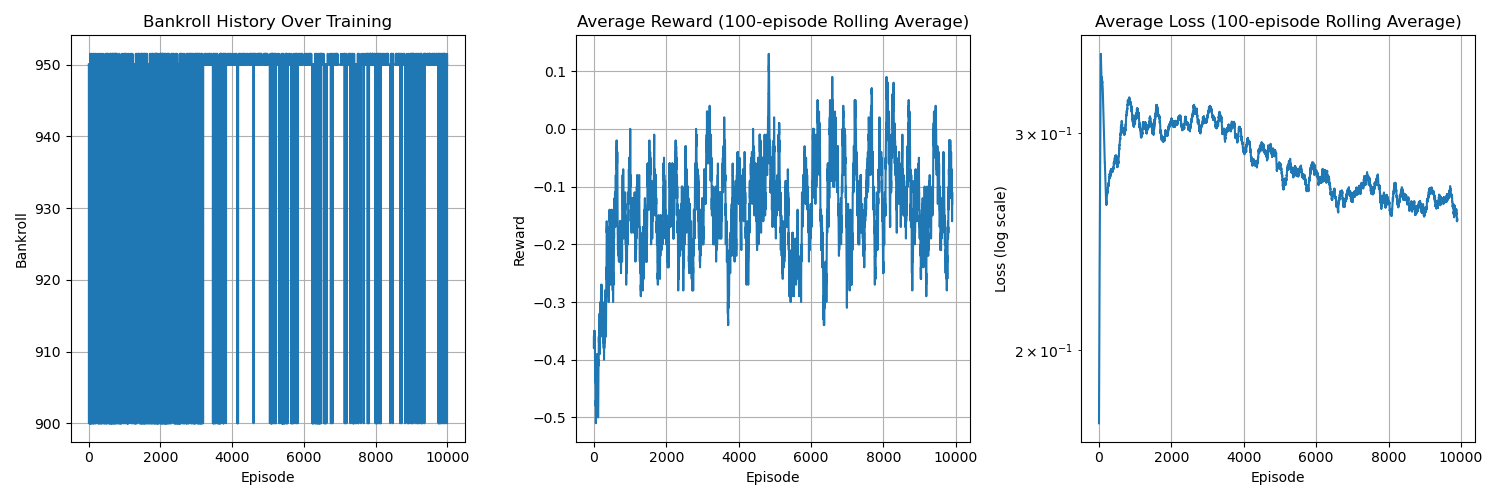 Bankroll History Over Training
950
940
930
920
910
900
Bankroll
0
2000
4000
6000
8000
10000
Episode
Average Reward (100-episode Rolling Average)
0.1
0.0
−0.1
−0.2
−0.3
−0.4
−0.5
Reward
0
2000
4000
6000
8000
10000
Episode
Average Loss (100-episode Rolling Average)
3 × 10⁻¹
2 × 10⁻¹
Loss (log scale)
0
2000
4000
6000
8000
10000
Episode